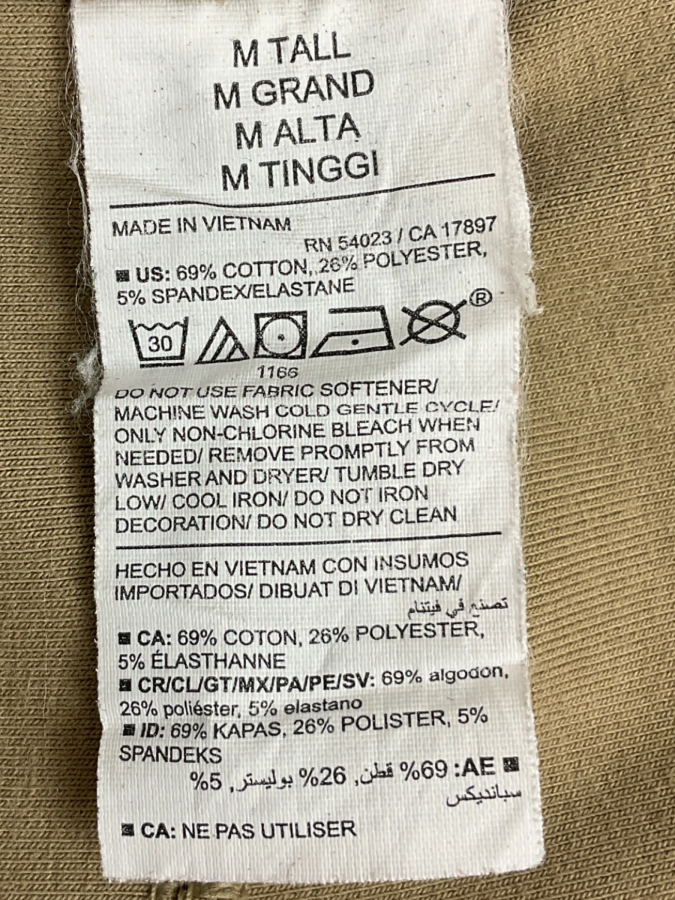 M TALL
M GRAND
M ALTA
M TINGGI
MADE IN VIETNAM
RN 54023 / CA 17897
US: 69% COTTON, 26% POLYESTER,
5% SPANDEX/ELASTANE
30
®
1166
DO NOT USE FABRIC SOFTENER/
MACHINE WASH COLD GENTLE CYCLE/
ONLY NON-CHLORINE BLEACH WHEN
NEEDED/ REMOVE PROMPTLY FROM
WASHER AND DRYER/ TUMBLE DRY
LOW/ COOL IRON/ DO NOT IRON
DECORATION/ DO NOT DRY CLEAN
HECHO EN VIETNAM CON INSUMOS
IMPORTADOS/ DIBUAT DI VIETNAM/
تصنع في فيتنام
CA: 69% COTON, 26% POLYESTER,
5% ÉLASTHANNE
CR/CL/GT/MX/PA/PE/SV: 69% algodon,
26% poliéster, 5% elastano
ID: 69% KAPAS, 26% POLISTER, 5%
SPANDEKS
AE: 69% قطن, 26% بوليستر, 5%
سبانديكس
CA: NE PAS UTILISER